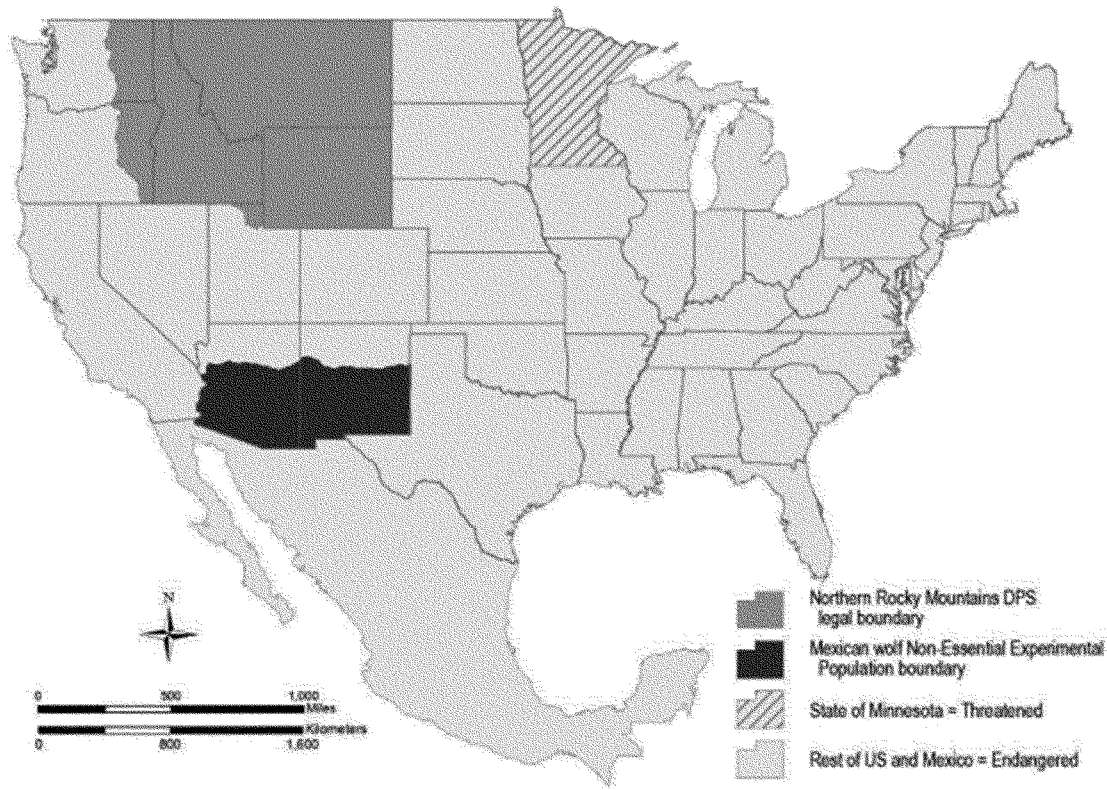 N
0 500 1,000
Miles
Kilometers
0 800 1,600
Northern Rocky Mountains DPS
legal boundary
Mexican wolf Non-Essential Experimental
Population boundary
State of Minnesota = Threatened
Rest of US and Mexico = Endangered